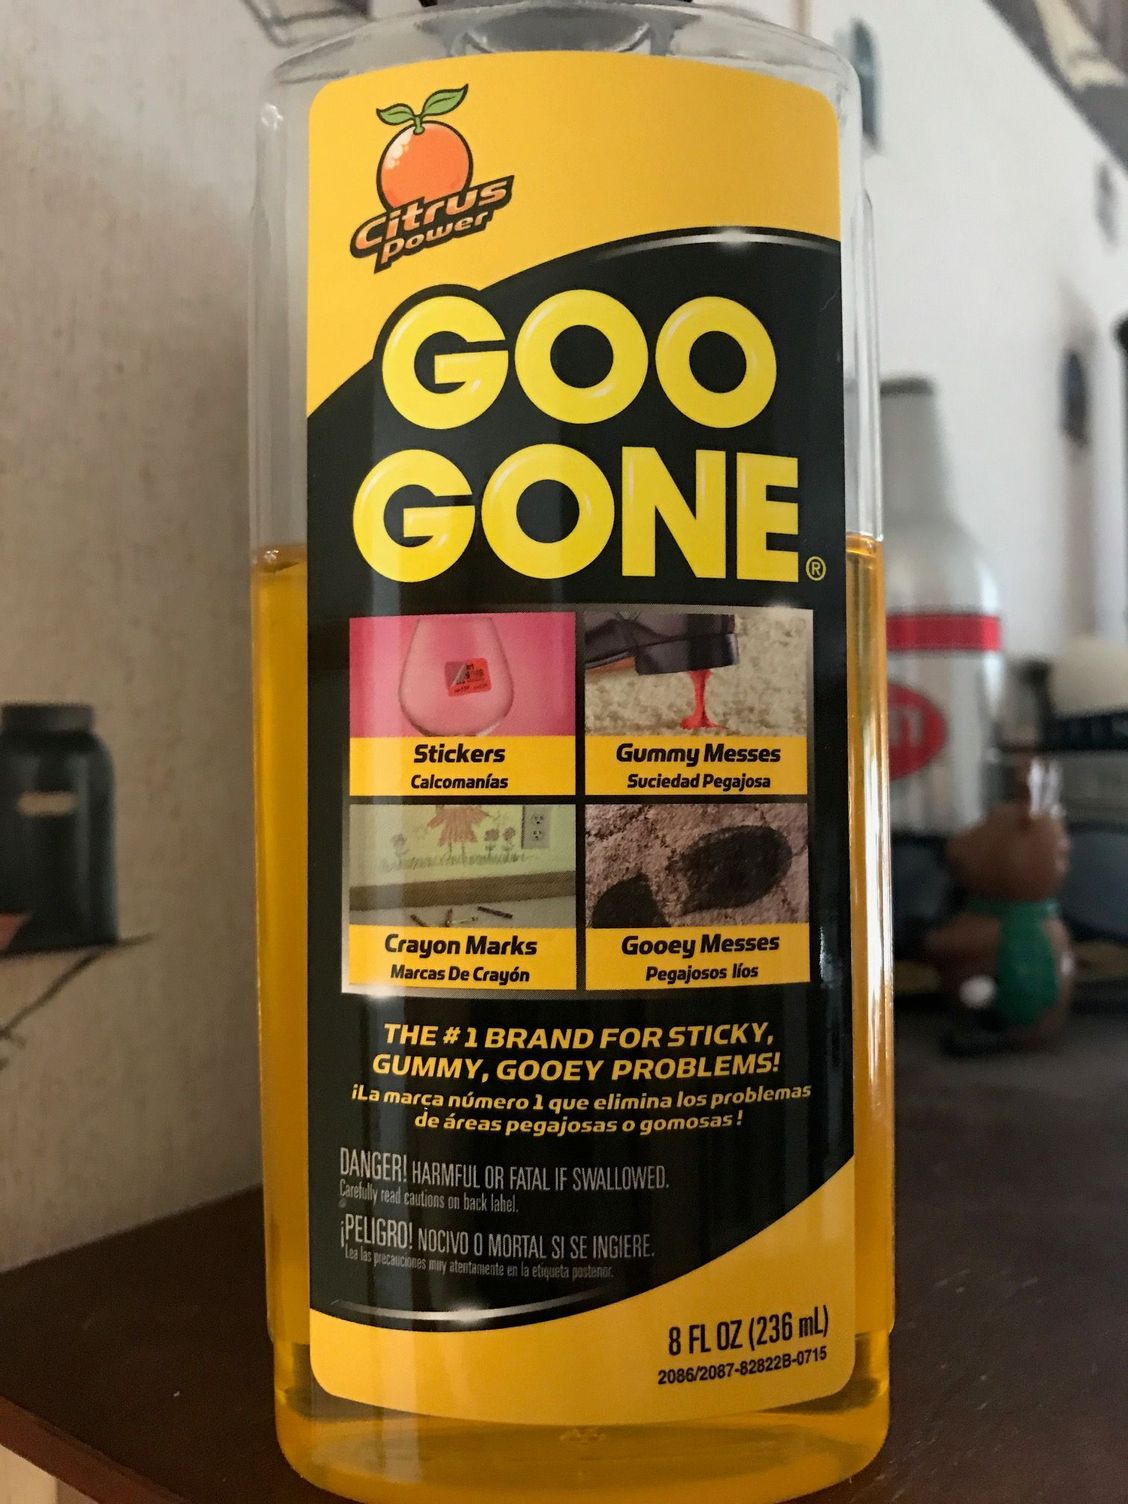 Citrus
Power
GOO
GONE®
Stickers
Calcomanías
Gummy Messes
Suciedad Pegajosa
Crayon Marks
Marcas De Crayón
Gooey Messes
Pegajosos líos
THE #1 BRAND FOR STICKY,
GUMMY, GOOEY PROBLEMS!
¡La marca número 1 que elimina los problemas
de áreas pegajosas o gomosas!
DANGER! HARMFUL OR FATAL IF SWALLOWED.
Carefully read cautions on back label.
¡PELIGRO! NOCIVO O MORTAL SI SE INGIERE.
Lea las precauciones muy atentamente en la etiqueta posterior.
8 FL OZ (236 mL)
2086/2087-82822B-0715